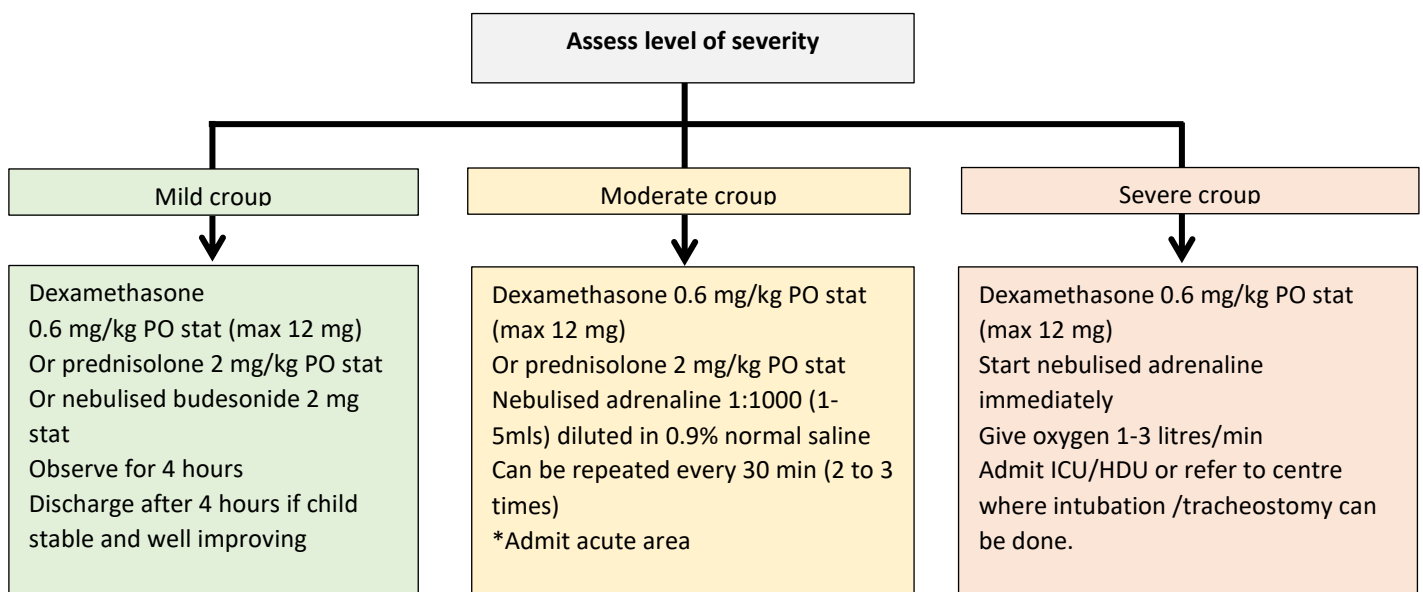 Assess level of severity
Mild croup
Moderate croup
Severe croup
Dexamethasone
0.6 mg/kg PO stat (max 12 mg)
Or prednisolone 2 mg/kg PO stat
Or nebulised budesonide 2 mg
stat
Observe for 4 hours
Discharge after 4 hours if child
stable and well improving
Dexamethasone 0.6 mg/kg PO stat
(max 12 mg)
Or prednisolone 2 mg/kg PO stat
Nebulised adrenaline 1:1000 (1-
5mls) diluted in 0.9% normal saline
Can be repeated every 30 min (2 to 3
times)
*Admit acute area
Dexamethasone 0.6 mg/kg PO stat
(max 12 mg)
Start nebulised adrenaline
immediately
Give oxygen 1-3 litres/min
Admit ICU/HDU or refer to centre
where intubation /tracheostomy can
be done.